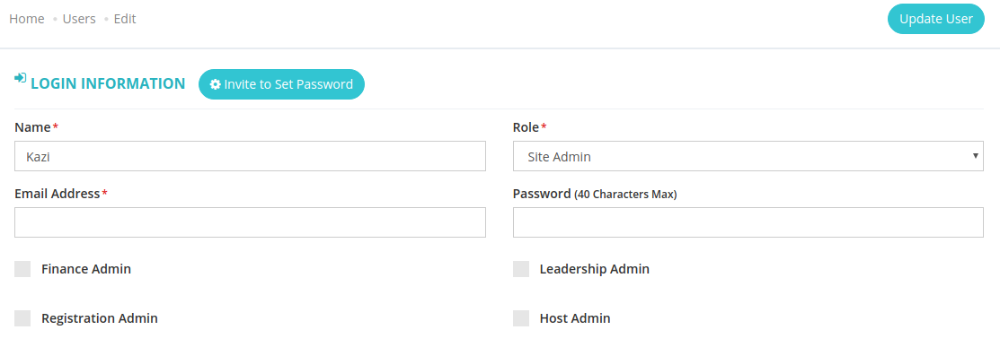 Home Users Edit Update User
LOGIN INFORMATION Invite to Set Password
Name* Role*
Kazi Site Admin
Email Address* Password (40 Characters Max)
Finance Admin Leadership Admin
Registration Admin Host Admin